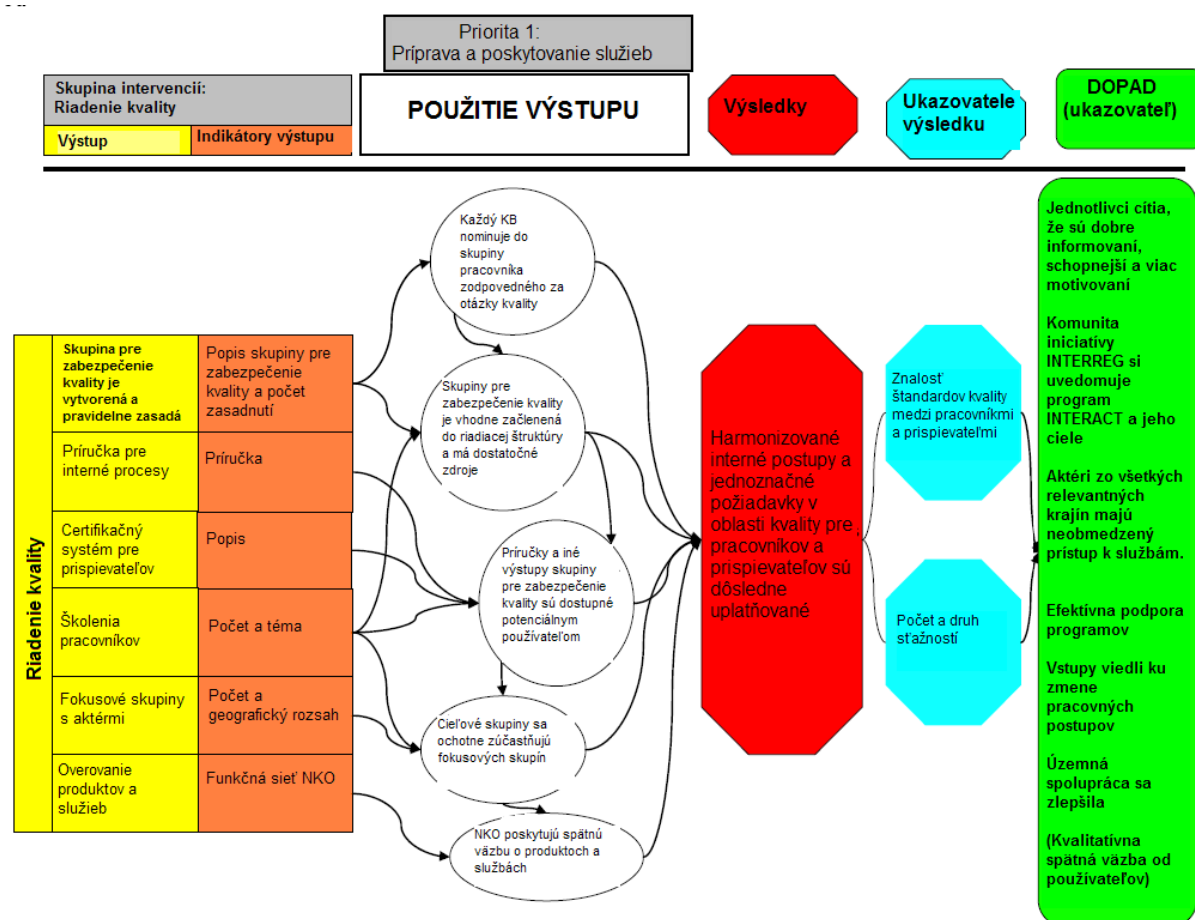 Priorita 1:
Príprava a poskytovanie služieb
Skupina intervencií:
Riadenie kvality
Výstup
Indikátory výstupu
POUŽITIE VÝSTUPU
Výsledky
Ukazovatele
výsledku
DOPAD
(ukazovateľ)
Riadenie kvality
Skupina pre
zabezpečenie
kvality je
vytvorená a
pravidelne zasadá
Popis skupiny pre
zabezpečenie
kvality a počet
zasadnutí
Príručka pre
interné procesy
Príručka
Certifikačný
systém pre
prispievateľov
Popis
Školenia
pracovníkov
Počet a téma
Fokusové skupiny
s aktérmi
Počet a
geografický rozsah
Overovanie
produktov a
služieb
Funkčná sieť NKO
Každý KB
nominuje do
skupiny
pracovníka
zodpovedného za
otázky kvality
Skupiny pre
zabezpečenie kvality
je vhodne začlenená
do riadiacej štruktúry
a má dostatočné
zdroje
Príručky a iné
výstupy skupiny
pre zabezpečenie
kvality sú dostupné
potenciálnym
používateľom
Cieľové skupiny sa
ochotne zúčastňujú
fokusových skupín
NKO poskytujú spätnú
väzbu o produktoch a
službách
Harmonizované
interné postupy a
jednoznačné
požiadavky v
oblasti kvality pre
pracovníkov a
prispievateľov sú
dôsledne
uplatňované
Znalosť
štandardov kvality
medzi pracovníkmi
a prispievateľmi
Počet a druh
sťažností
Jednotlivci cítia,
že sú dobre
informovaní,
schopnejší a viac
motivovaní
Komunita
iniciatívy
INTERREG si
uvedomuje
program
INTERACT a jeho
ciele
Aktéri zo všetkých
relevantných
krajín majú
neobmedzený
prístup k službám.
Efektívna podpora
programov
Vstupy viedli ku
zmene
pracovných
postupov
Územná
spolupráca sa
zlepšila
(Kvalitatívna
spätná väzba od
používateľov)